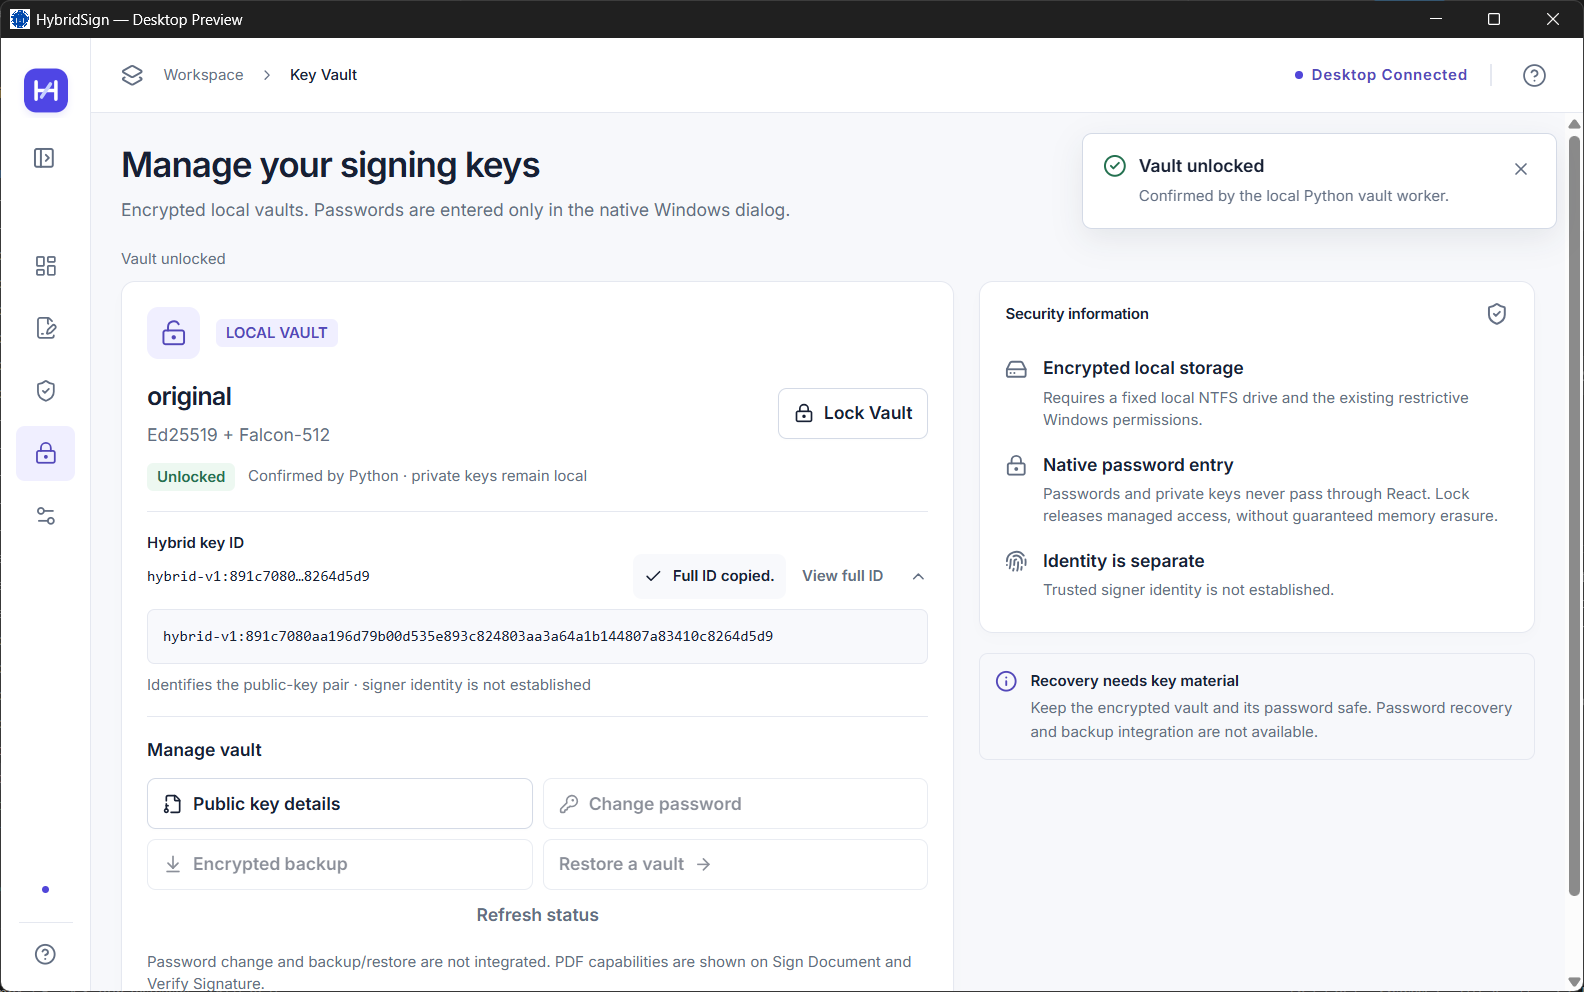 HybridSign — Desktop Preview
Workspace
Key Vault
Desktop Connected
Manage your signing keys
Encrypted local vaults. Passwords are entered only in the native Windows dialog.
Vault unlocked
Confirmed by the local Python vault worker.
Vault unlocked
LOCAL VAULT
original
Ed25519 + Falcon-512
Lock Vault
Unlocked
Confirmed by Python · private keys remain local
Hybrid key ID
hybrid-v1:891c7080…8264d5d9
Full ID copied.
View full ID
hybrid-v1:891c7080aa196d79b00d535e893c824803aa3a64a1b144807a83410c8264d5d9
Identifies the public-key pair · signer identity is not established
Manage vault
Public key details
Change password
Encrypted backup
Restore a vault
Refresh status
Password change and backup/restore are not integrated. PDF capabilities are shown on Sign Document and
Verify Signature.
Security information
Encrypted local storage
Requires a fixed local NTFS drive and the existing restrictive
Windows permissions.
Native password entry
Passwords and private keys never pass through React. Lock
releases managed access, without guaranteed memory erasure.
Identity is separate
Trusted signer identity is not established.
Recovery needs key material
Keep the encrypted vault and its password safe. Password recovery
and backup integration are not available.